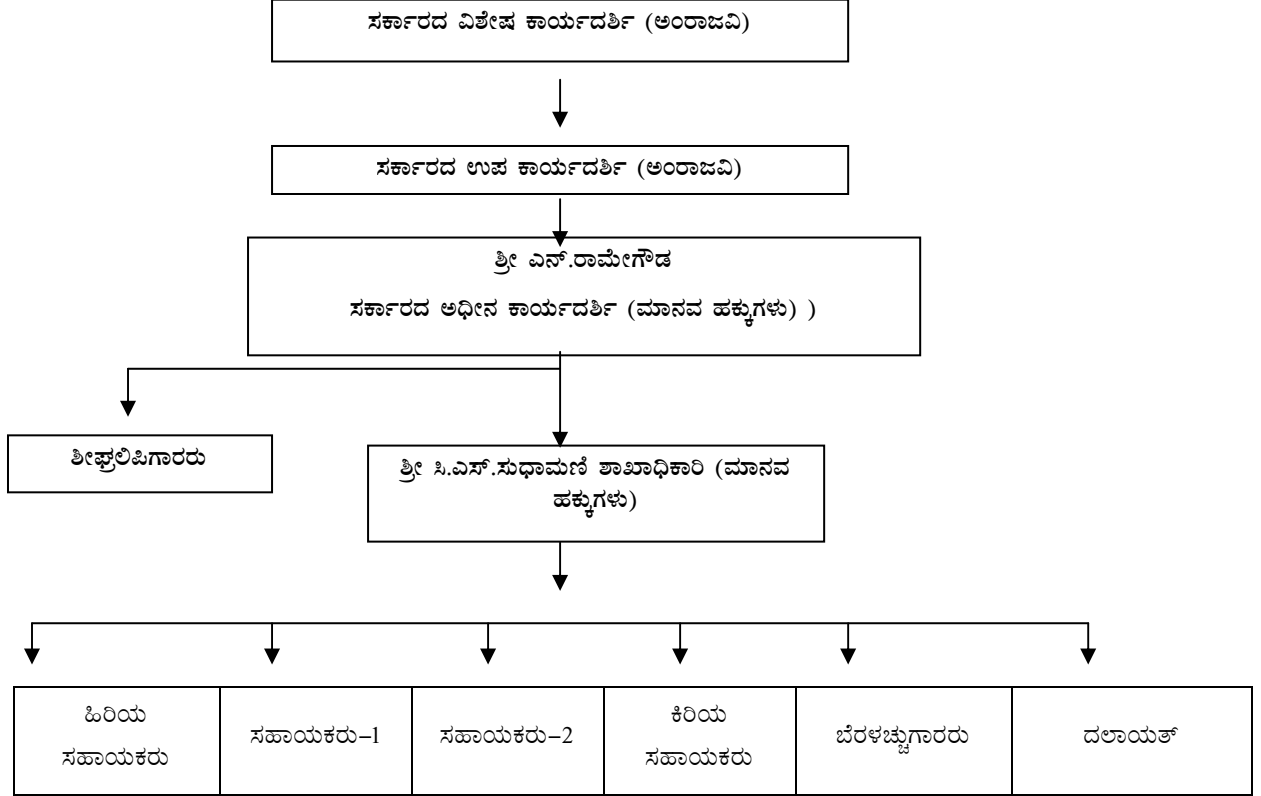 ಸರ್ಕಾರದ ವಿಶೇಷ ಕಾರ್ಯದರ್ಶಿ (ಅಂರಾಜವಿ)
ಸರ್ಕಾರದ ಉಪ ಕಾರ್ಯದರ್ಶಿ (ಅಂರಾಜವಿ)
ಶ್ರೀ ಎನ್.ರಾಮೇಗೌಡ
ಸರ್ಕಾರದ ಅಧೀನ ಕಾರ್ಯದರ್ಶಿ (ಮಾನವ ಹಕ್ಕುಗಳು) )
ಶೀಘ್ರಲಿಪಿಗಾರರು
ಶ್ರೀ ಸಿ.ಎಸ್.ಸುಧಾಮಣಿ ಶಾಖಾಧಿಕಾರಿ (ಮಾನವ
ಹಕ್ಕುಗಳು)
ಹಿರಿಯ
ಸಹಾಯಕರು
ಸಹಾಯಕರು-1
ಸಹಾಯಕರು-2
ಕಿರಿಯ
ಸಹಾಯಕರು
ಬೆರಳಚ್ಚುಗಾರರು
ದಲಾಯತ್